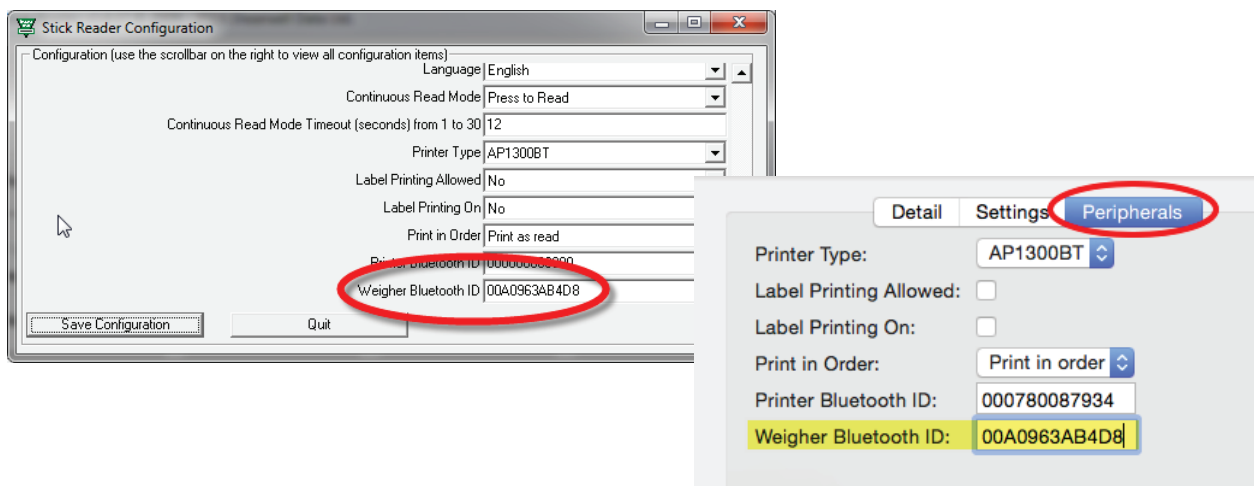 Stick Reader Configuration
Configuration (use the scrollbar on the right to view all configuration items)
Language English
Continuous Read Mode Press to Read
Continuous Read Mode Timeout (seconds) from 1 to 30 12
Printer Type AP1300BT
Label Printing Allowed No
Label Printing On No
Print in Order Print as read
Printer Bluetooth ID
Weigher Bluetooth ID 00A0963AB4D8
Save Configuration Quit
Detail Settings Peripherals
Printer Type: AP1300BT
Label Printing Allowed:
Label Printing On:
Print in Order: Print in order
Printer Bluetooth ID: 000780087934
Weigher Bluetooth ID: 00A0963AB4D8